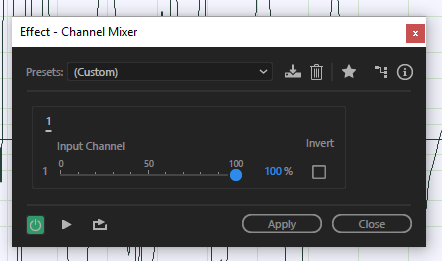 Effect - Channel Mixer
x
Presets: (Custom)
1
Input Channel
Invert
0 50 100
1 100 %
Apply Close